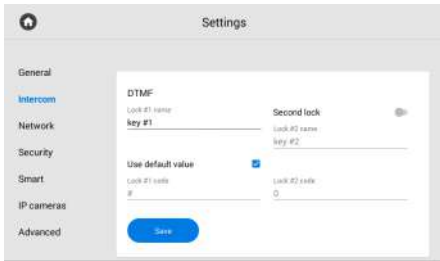 Settings
General
Intercom
Network
Security
Smart
IP cameras
Advanced
DTMF
Lock #1 name
key #1
Second lock
Lock #2 name
key #2
Use default value
Lock #1 code
#
Lock #2 code
0
Save